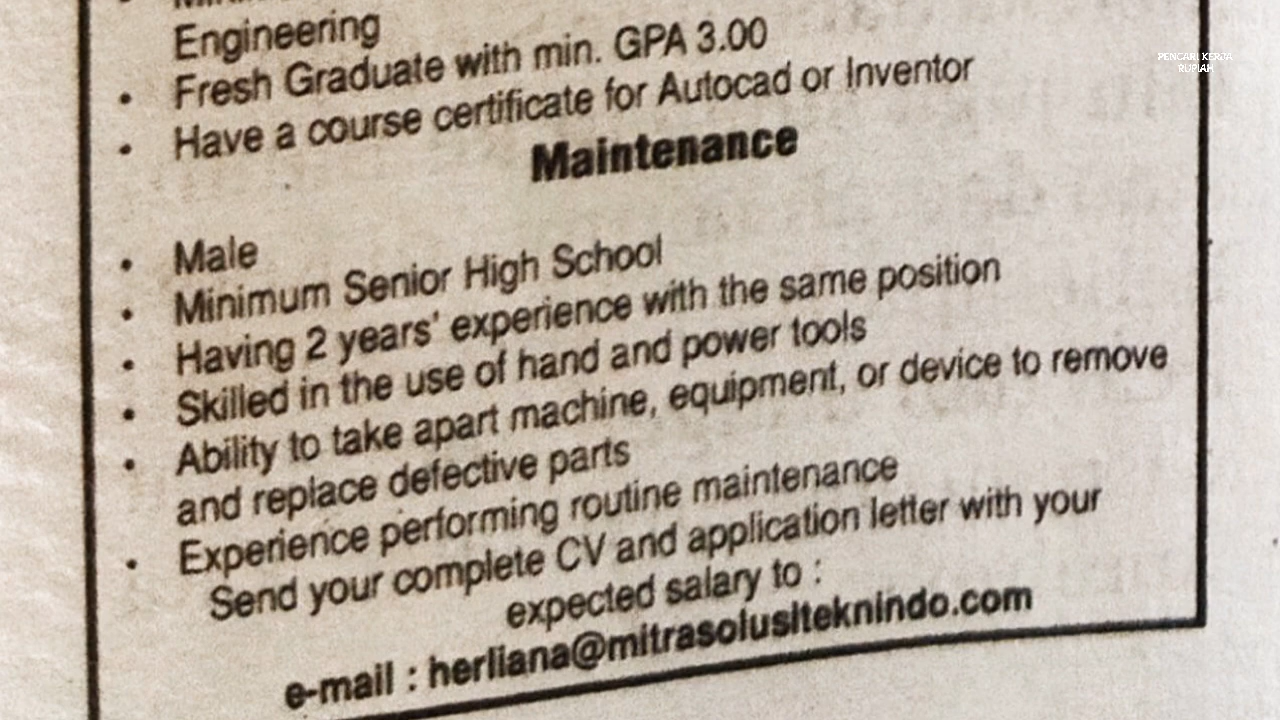 Engineering
• Fresh Graduate with min. GPA 3.00
• Have a course certificate for Autocad or Inventor
Maintenance
• Male
• Minimum Senior High School
• Having 2 years' experience with the same position
• Skilled in the use of hand and power tools
• Ability to take apart machine, equipment, or device to remove
and replace defective parts
• Experience performing routine maintenance
Send your complete CV and application letter with your
expected salary to :
e-mail : herliana@mitrasolusiteknindo.com
PENCARI KERJA
RUPIAH